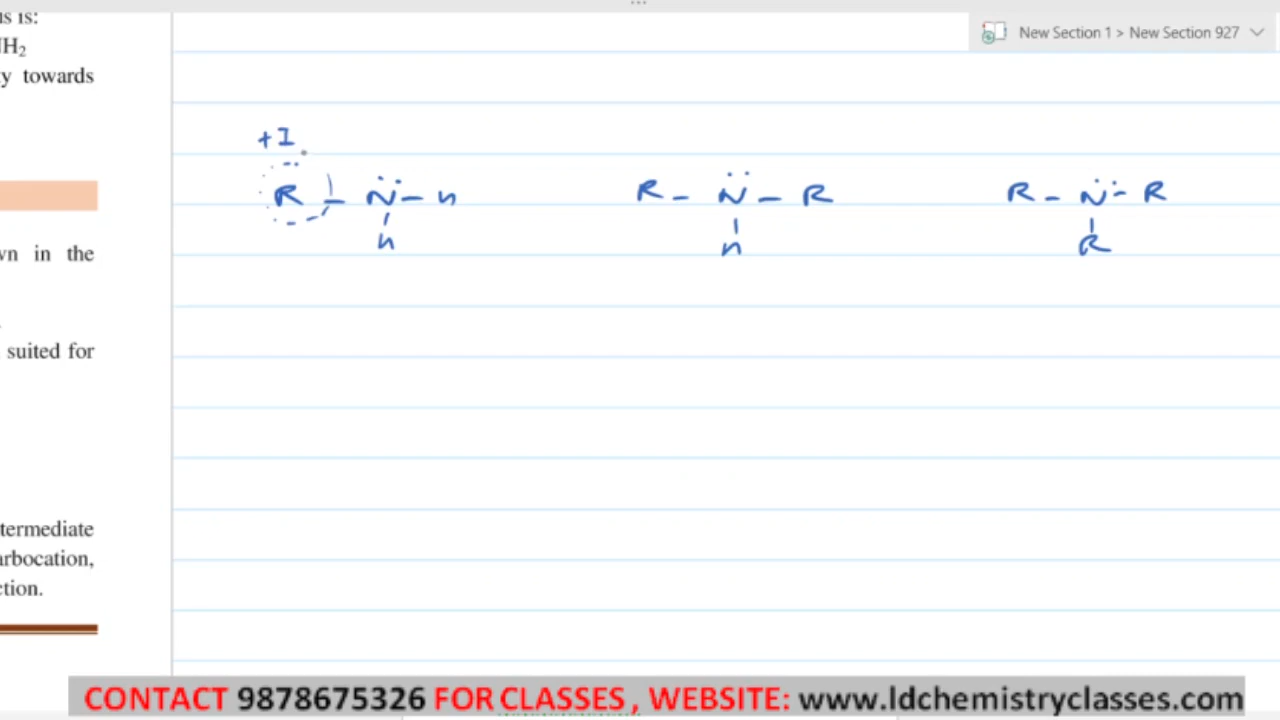 us is:
NH₂
y towards
wn in the
suited for
termediate
arbocation,
ction.
New Section 1 > New Section 927
+I
R - N̈ - H R - N̈ - R R - N̈ - R
H H R
CONTACT 9878675326 FOR CLASSES , WEBSITE: www.ldchemistryclasses.com